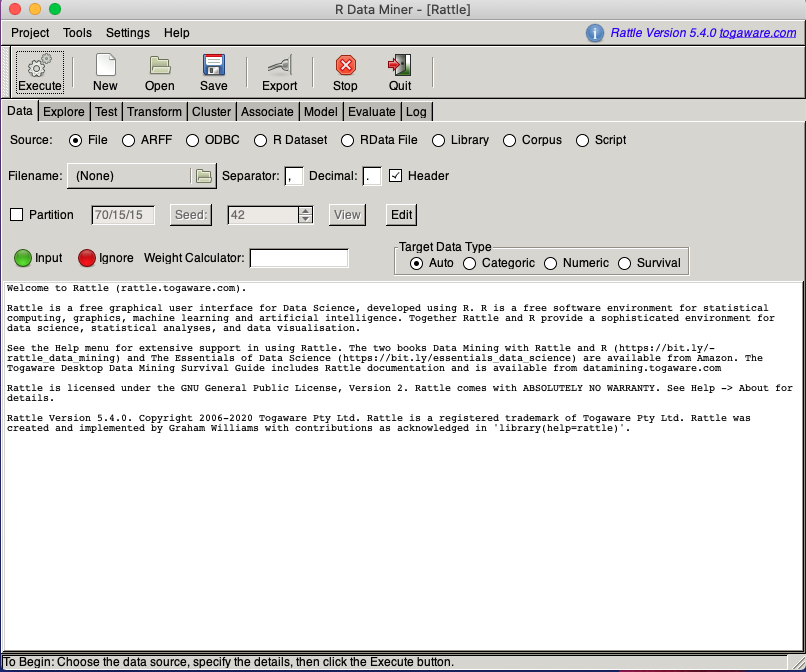 R Data Miner - [Rattle]
Project Tools Settings Help
Rattle Version 5.4.0 togaware.com
Execute New Open Save Export Stop Quit
Data Explore Test Transform Cluster Associate Model Evaluate Log
Source: File ARFF ODBC R Dataset RData File Library Corpus Script
Filename: (None) Separator: , Decimal: . Header
Partition 70/15/15 Seed: 42 View Edit
Target Data Type
Input Ignore Weight Calculator: Auto Categoric Numeric Survival
Welcome to Rattle (rattle.togaware.com).
Rattle is a free graphical user interface for Data Science, developed using R. R is a free software environment for statistical
computing, graphics, machine learning and artificial intelligence. Together Rattle and R provide a sophisticated environment for
data science, statistical analyses, and data visualisation.
See the Help menu for extensive support in using Rattle. The two books Data Mining with Rattle and R (https://bit.ly/-
rattle_data_mining) and The Essentials of Data Science (https://bit.ly/essentials_data_science) are available from Amazon. The
Togaware Desktop Data Mining Survival Guide includes Rattle documentation and is available from datamining.togaware.com
Rattle is licensed under the GNU General Public License, Version 2. Rattle comes with ABSOLUTELY NO WARRANTY. See Help -> About for
details.
Rattle Version 5.4.0. Copyright 2006-2020 Togaware Pty Ltd. Rattle is a registered trademark of Togaware Pty Ltd. Rattle was
created and implemented by Graham Williams with contributions as acknowledged in 'library(help=rattle)'.
To Begin: Choose the data source, specify the details, then click the Execute button.